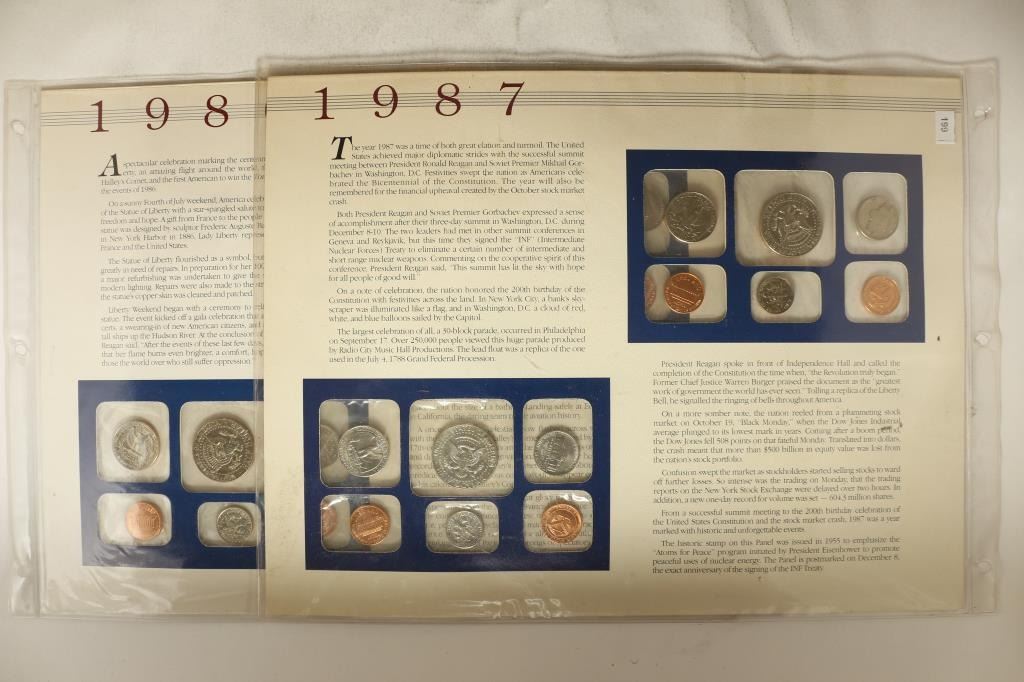 1 9 8
A spectacular celebration marking the
an amazing flight around the world,
Halley's Comet, and the first American to win the
the events of 1986.
On a sunny Fourth of July weekend, America
of the Statue of Liberty with a star-spangled salute
freedom and hope. A gift from France to the people
statue was designed by sculptor Frederic Auguste
in New York Harbor in 1886, Lady Liberty
France and the United States.
The Statue of Liberty flourished as a symbol,
greatly in need of repairs. In preparation for her
a major refurbishing was undertaken to give the
modern lighting. Repairs were also made to the
the statue's copper skin was cleaned and patched.
Liberty Weekend began with a ceremony to
statue. The event kicked off a gala celebration
certs, a swearing-in of new American citizens, and
tall ships up the Hudson River. At the conclusion of
Reagan said, "After the events of these last few days,
that her flame burns even brighter, a comfort,
those the world over who still suffer oppression."
1 9 8 7
The year 1987 was a time of both great elation and turmoil. The United
States achieved major diplomatic strides with the successful summit
meeting between President Ronald Reagan and Soviet Premier Mikhail Gor-
bachev in Washington, D.C. Festivities swept the nation as Americans cele-
brated the Bicentennial of the Constitution. The year will also be
remembered for the financial upheaval created by the October stock market
crash.
Both President Reagan and Soviet Premier Gorbachev expressed a sense
of accomplishment after their three-day summit in Washington, D.C. during
December 8-10. The two leaders had met in other summit conferences in
Geneva and Reykjavik, but this time they signed the "INF" (Intermediate
Nuclear Forces) Treaty to eliminate a certain number of intermediate and
short range nuclear weapons. Commenting on the cooperative spirit of this
conference, President Reagan said, "This summit has lit the sky with hope
for all people of good will."
On a note of celebration, the nation honored the 200th birthday of the
Constitution with festivities across the land. In New York City, a bank's sky-
scraper was illuminated like a flag, and in Washington, D.C. a cloud of red,
white, and blue balloons sailed by the Capitol.
The largest celebration of all, a 30-block parade, occurred in Philadelphia
on September 17. Over 250,000 people viewed this huge parade produced
by Radio City Music Hall Productions. The lead float was a replica of the one
used in the July 4, 1788 Grand Federal Procession.
199
President Reagan spoke in front of Independence Hall and called the
completion of the Constitution the time when, "the Revolution truly began."
Former Chief Justice Warren Burger praised the document as the "greatest
work of government the world has ever seen." Tolling a replica of the Liberty
Bell, he signalled the ringing of bells throughout America.
On a more somber note, the nation reeled from a plummeting stock
market on October 19, "Black Monday," when the Dow Jones Industrial
average plunged to its lowest mark in years. Coming after a boom period,
the Dow Jones fell 508 points on that fateful Monday. Translated into dollars,
the crash meant that more than $500 billion in equity value was lost from
the nation's stock portfolio.
Confusion swept the market as stockholders started selling stocks to ward
off further losses. So intense was the trading on Monday, that the trading
reports on the New York Stock Exchange were delayed over two hours. In
addition, a new one-day record for volume was set — 604.3 million shares.
From a successful summit meeting to the 200th birthday celebration of
the United States Constitution and the stock market crash, 1987 was a year
marked with historic and unforgettable events.
The historic stamp on this Panel was issued in 1955 to emphasize the
"Atoms for Peace" program initiated by President Eisenhower to promote
peaceful uses of nuclear energy. The Panel is postmarked on December 8,
the exact anniversary of the signing of the INF Treaty.